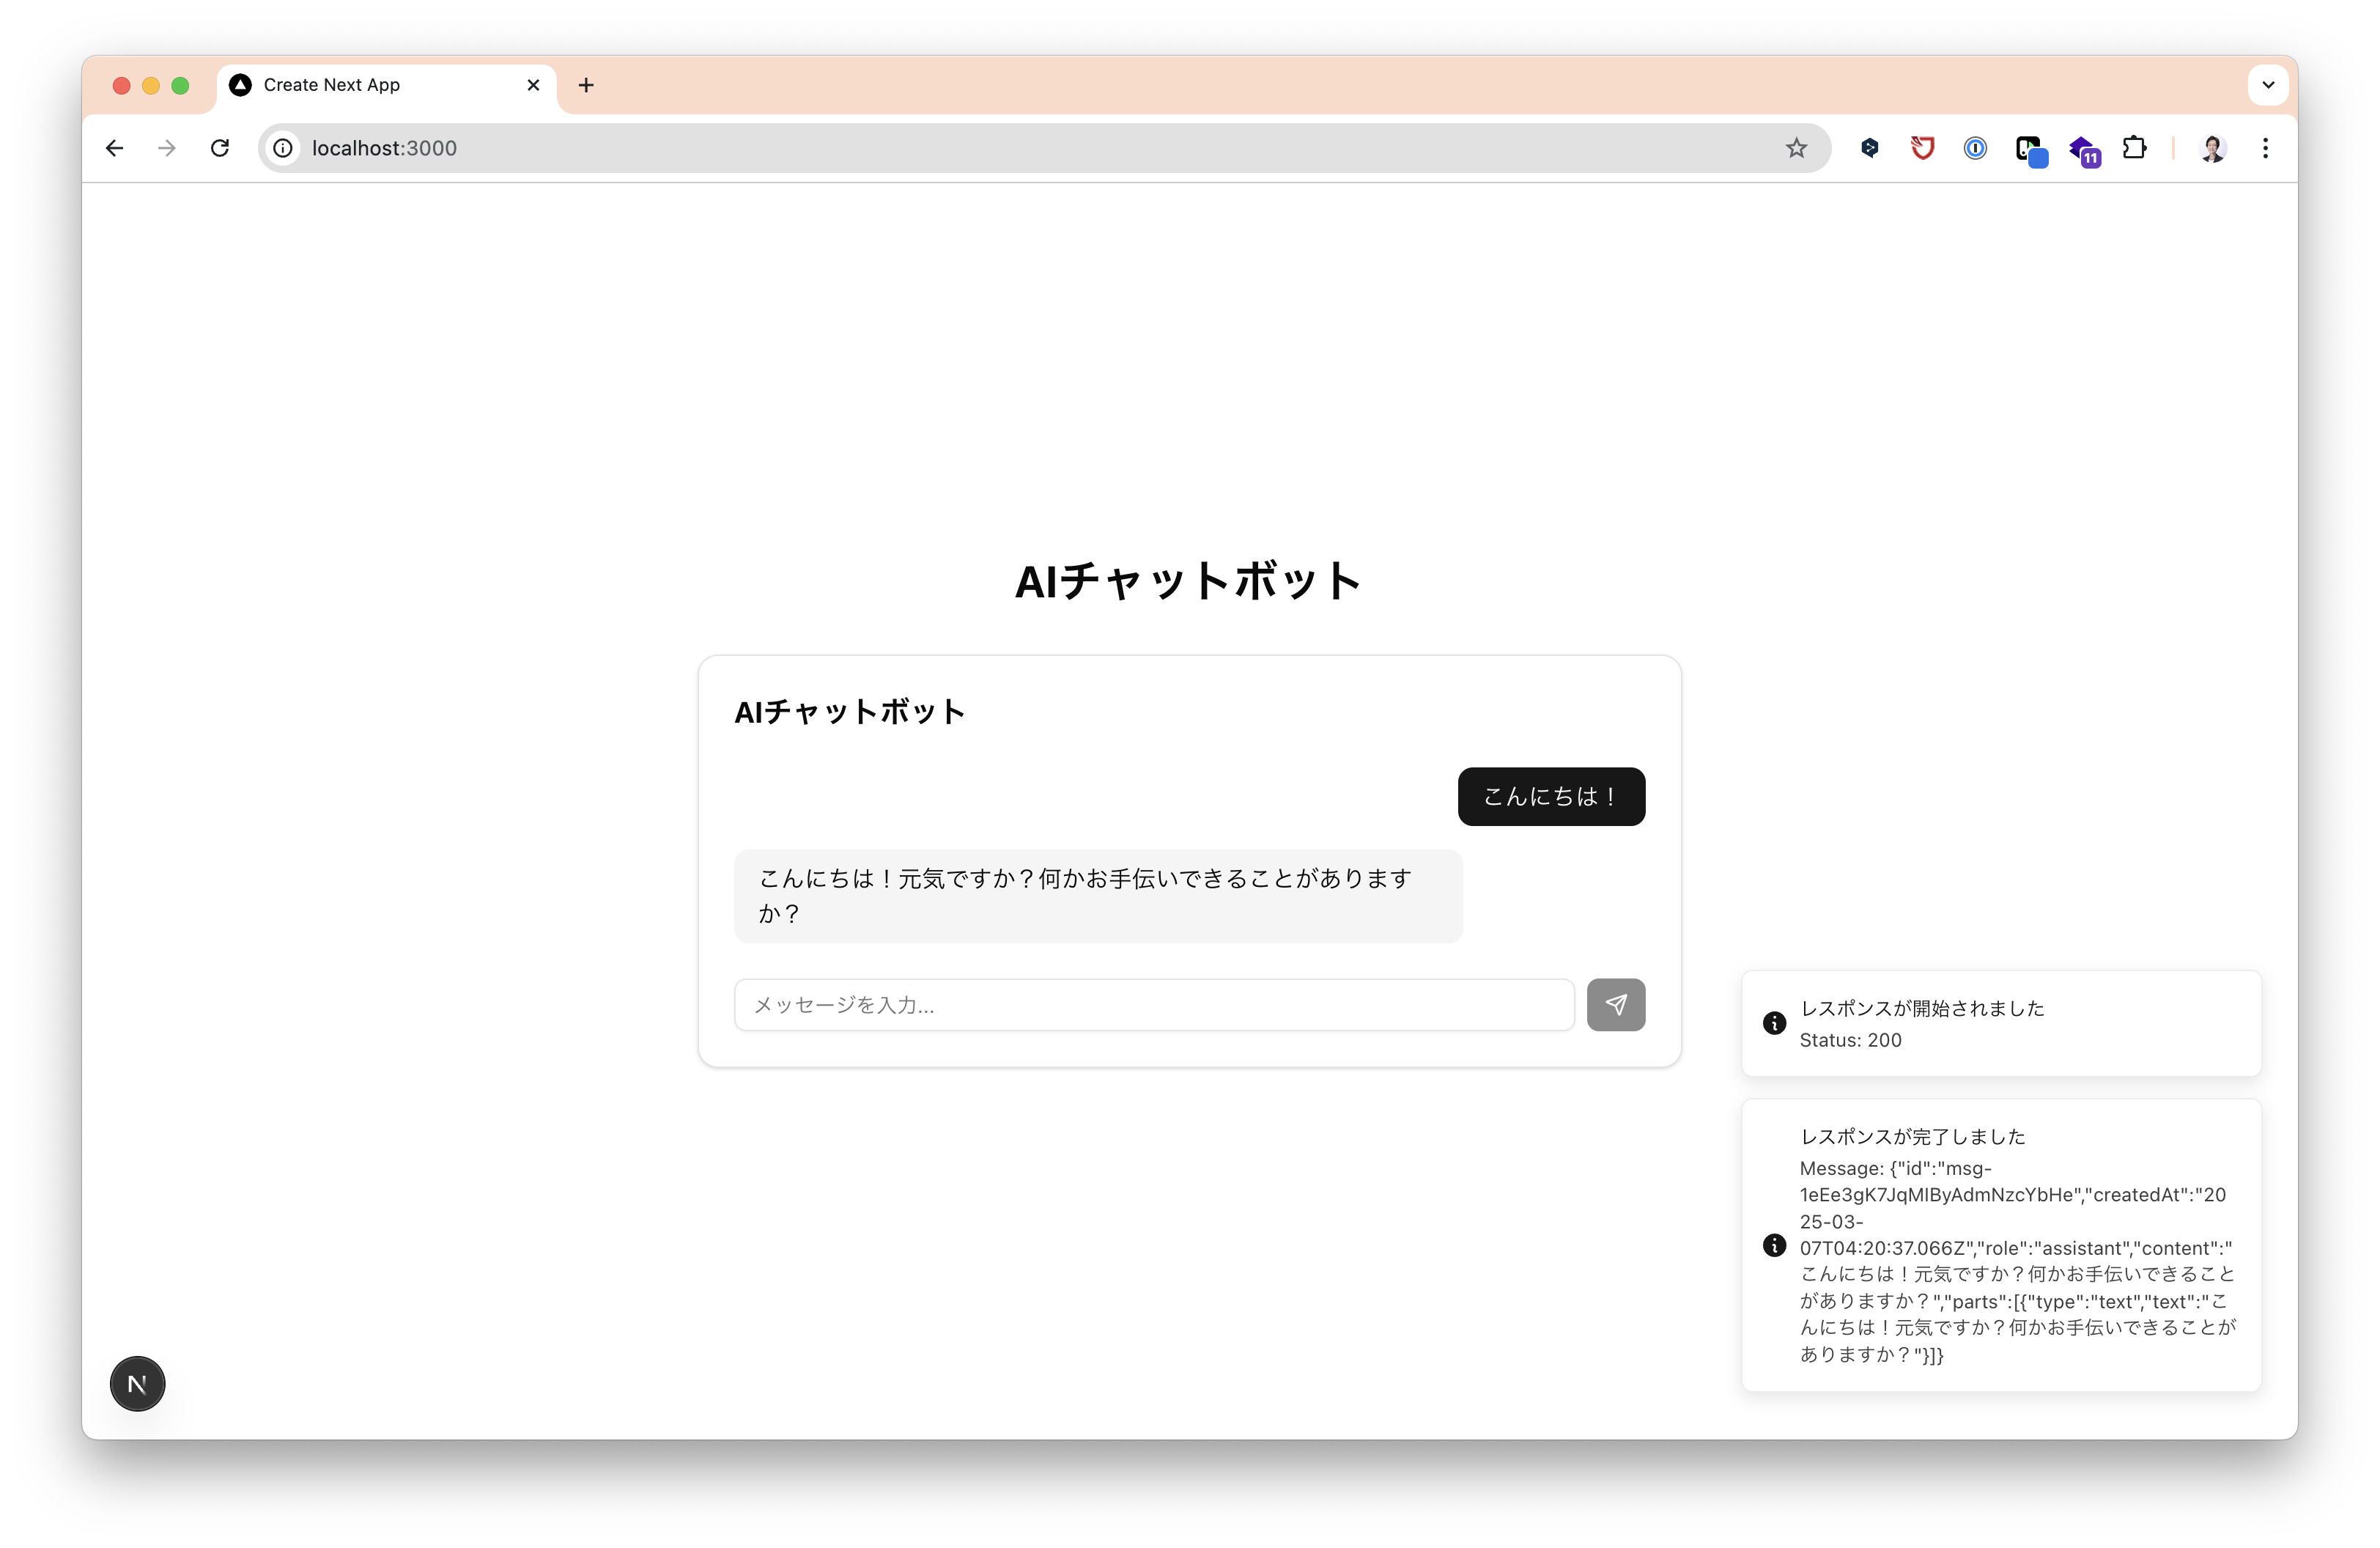 Create Next App
localhost:3000
11
AIチャットボット
AIチャットボット
こんにちは！
こんにちは！元気ですか？何かお手伝いできることがあります
か？
メッセージを入力...
レスポンスが開始されました
Status: 200
レスポンスが完了しました
Message: {"id":"msg-
1eEe3gK7JqMIByAdmNzcYbHe","createdAt":"20
25-03-
07T04:20:37.066Z","role":"assistant","content":"
こんにちは！元気ですか？何かお手伝いできること
がありますか？","parts":[{"type":"text","text":"こ
んにちは！元気ですか？何かお手伝いできることが
ありますか？"}]}
N